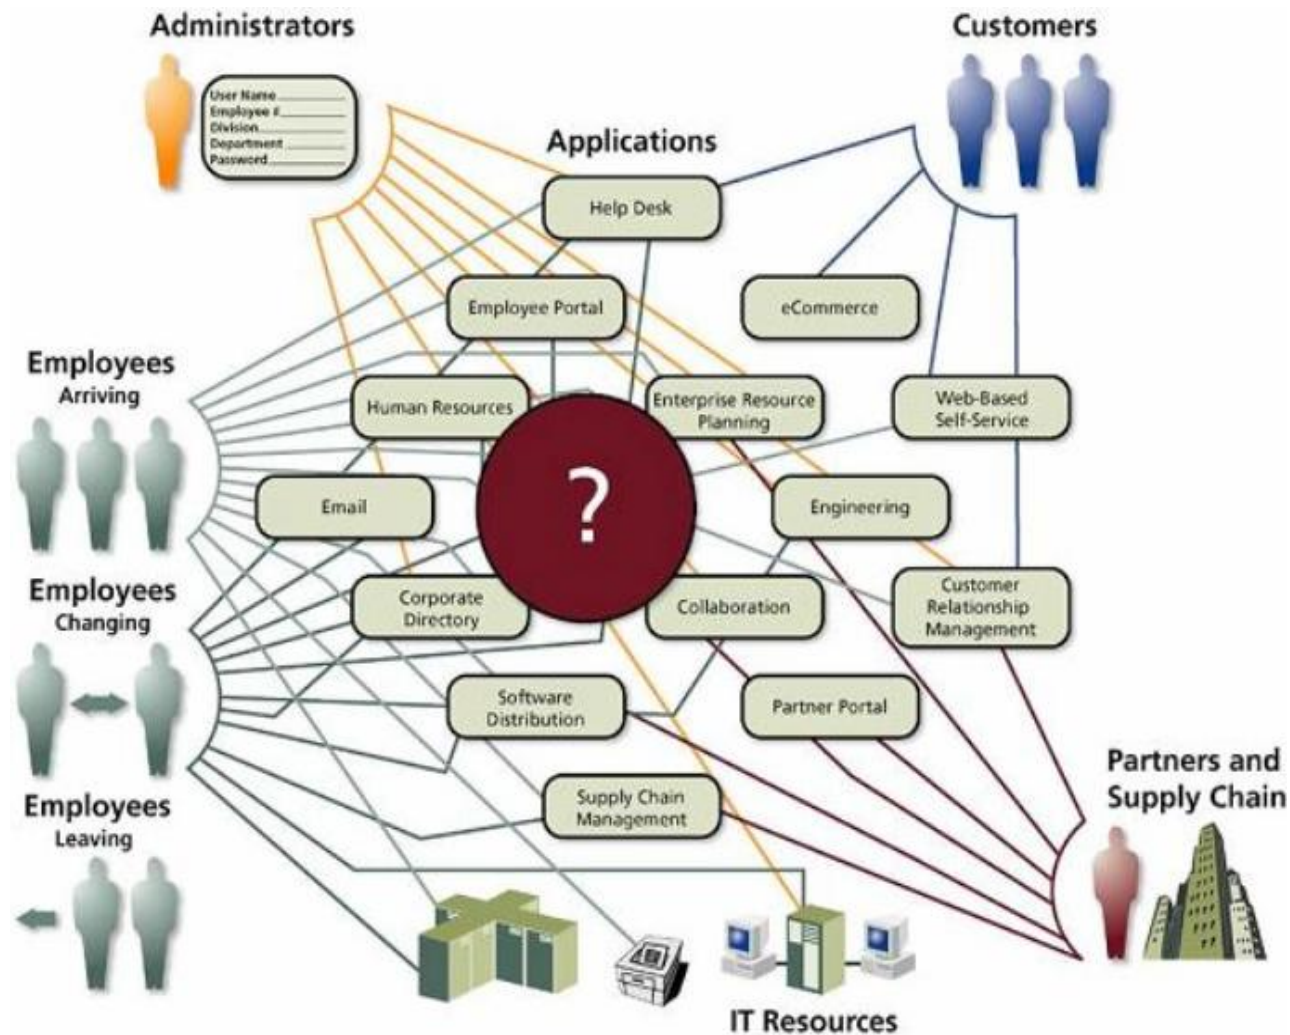 Administrators
Customers
User Name
Employee #
Division
Department
Password
Applications
Help Desk
Employee Portal
eCommerce
Employees
Arriving
Human Resources
Enterprise Resource
Planning
Web-Based
Self-Service
Email
?
Engineering
Employees
Changing
Corporate
Directory
Collaboration
Customer
Relationship
Management
Software
Distribution
Partner Portal
Employees
Leaving
Supply Chain
Management
Partners and
Supply Chain
IT Resources